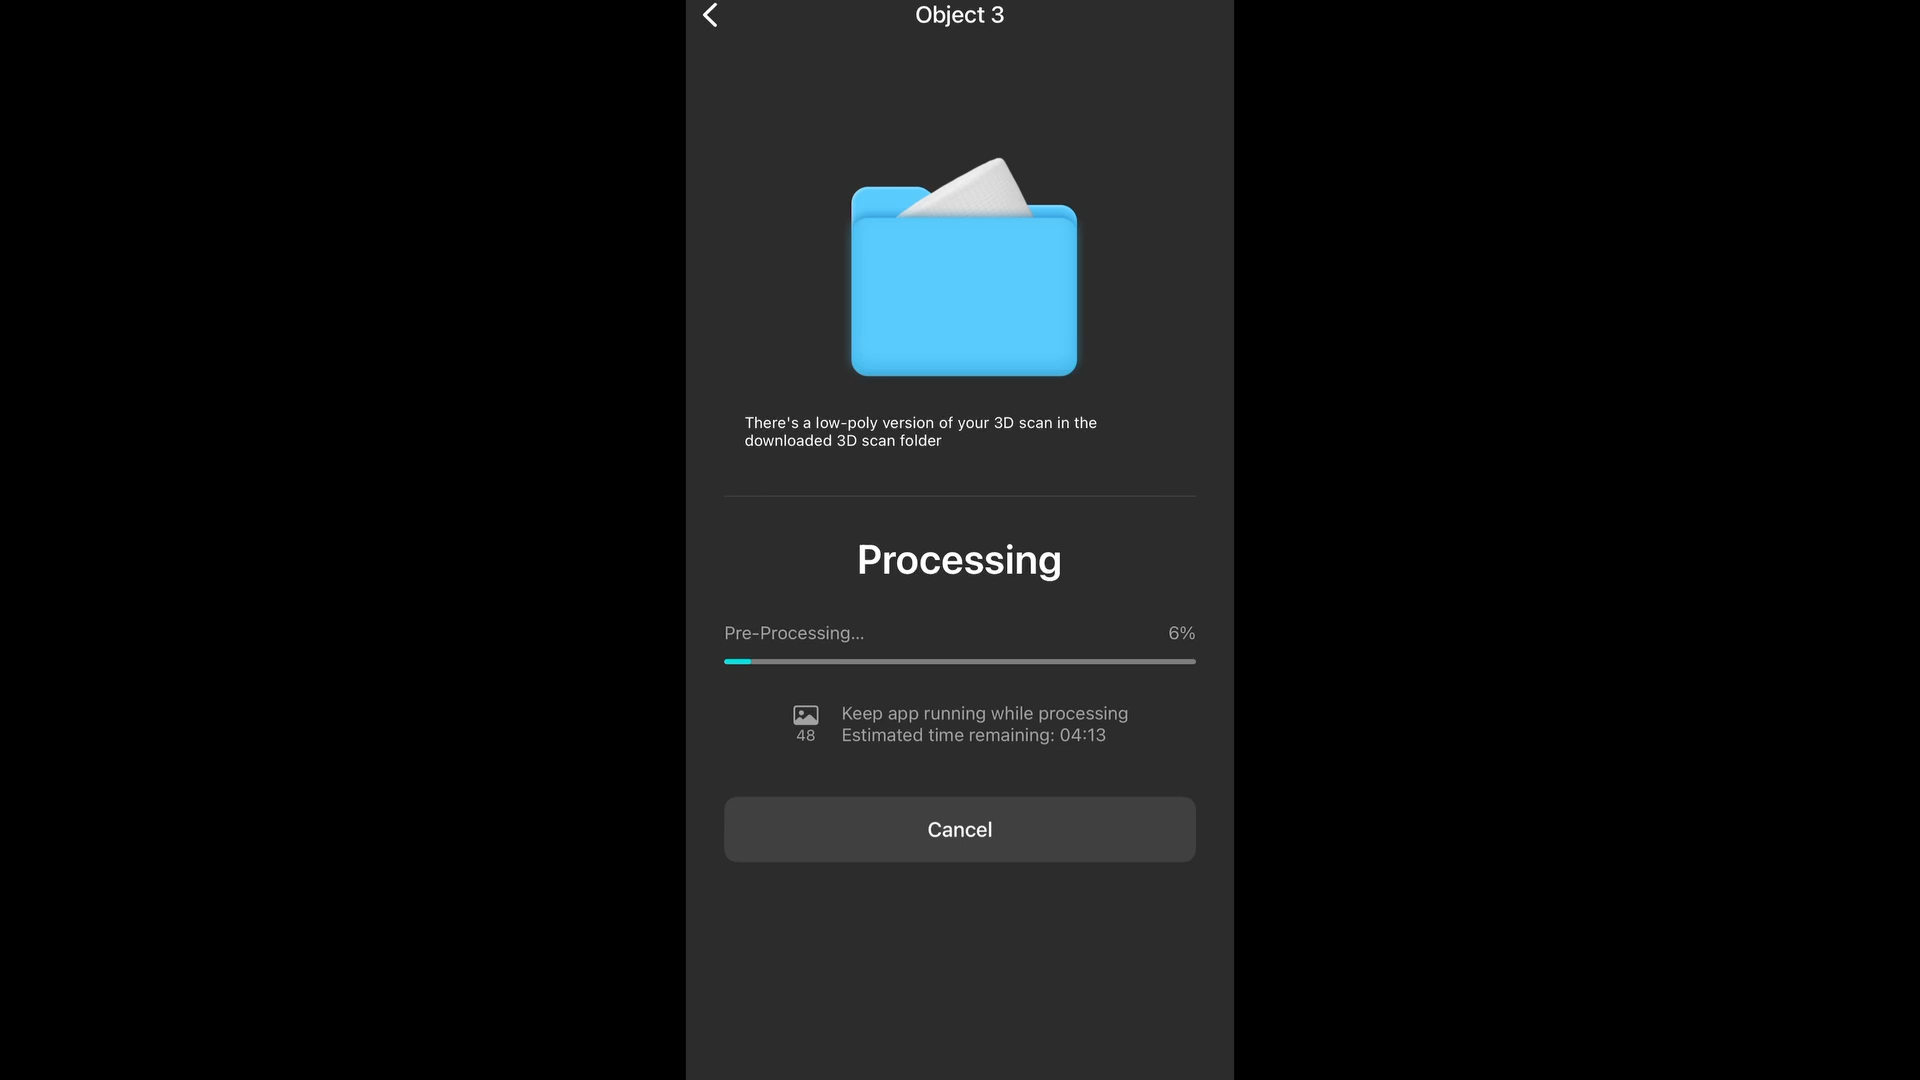 Object 3
There's a low-poly version of your 3D scan in the
downloaded 3D scan folder
Processing
Pre-Processing... 6%
Keep app running while processing
48 Estimated time remaining: 04:13
Cancel